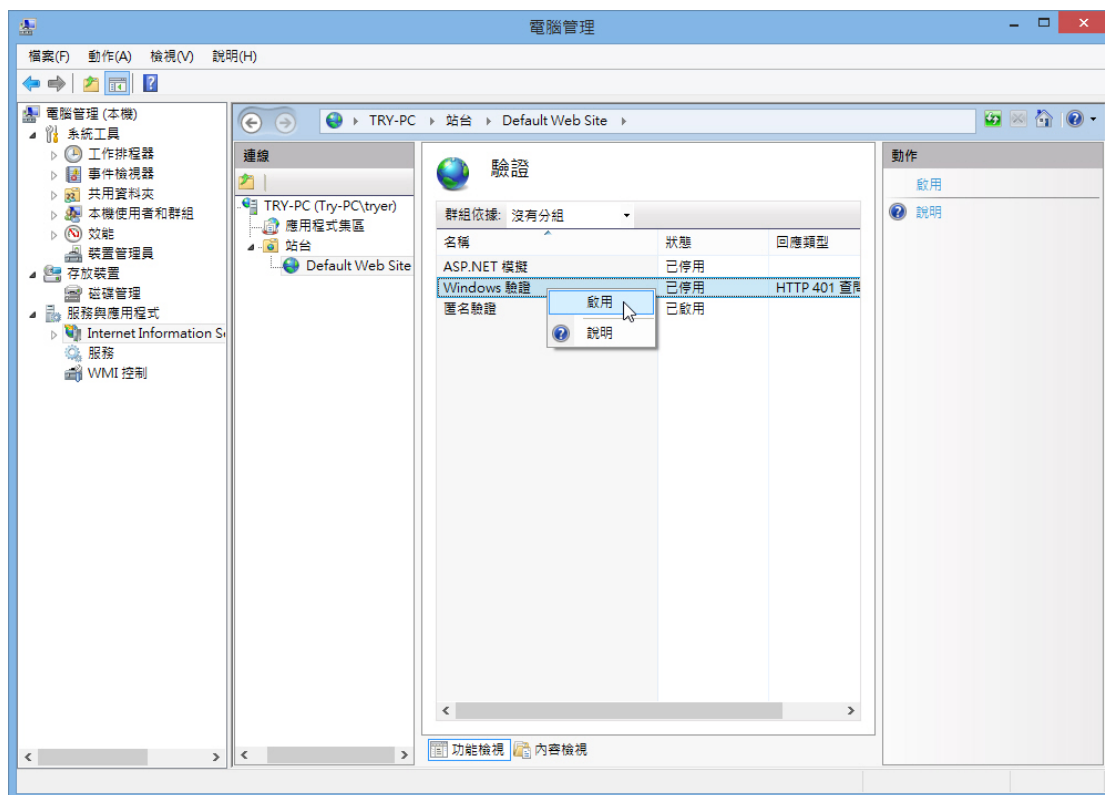 電腦管理
檔案(F) 動作(A) 檢視(V) 說明(H)
電腦管理 (本機)
系統工具
工作排程器
事件檢視器
共用資料夾
本機使用者和群組
效能
裝置管理員
存放裝置
磁碟管理
服務與應用程式
Internet Information S
服務
WMI 控制
TRY-PC 站台 Default Web Site
連線
TRY-PC (Try-PC\tryer)
應用程式集區
站台
Default Web Site
驗證
群組依據: 沒有分組
名稱 狀態 回應類型
ASP.NET 模擬 已停用
Windows 驗證 已停用 HTTP 401 查問
匿名驗證 已啟用
啟用
說明
功能檢視 內容檢視
動作
啟用
說明